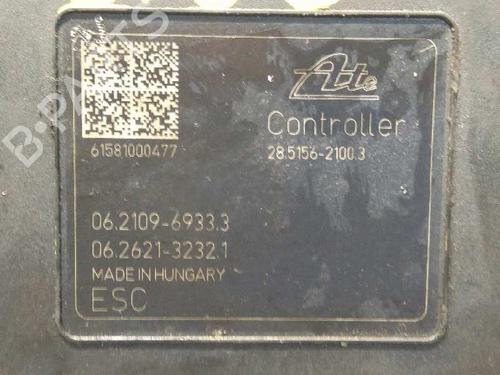 Ate
Controller
61581000477
28.5156-2100.3
06.2109-6933.3
06.2621-3232.1
MADE IN HUNGARY
ESC
B-PARTS